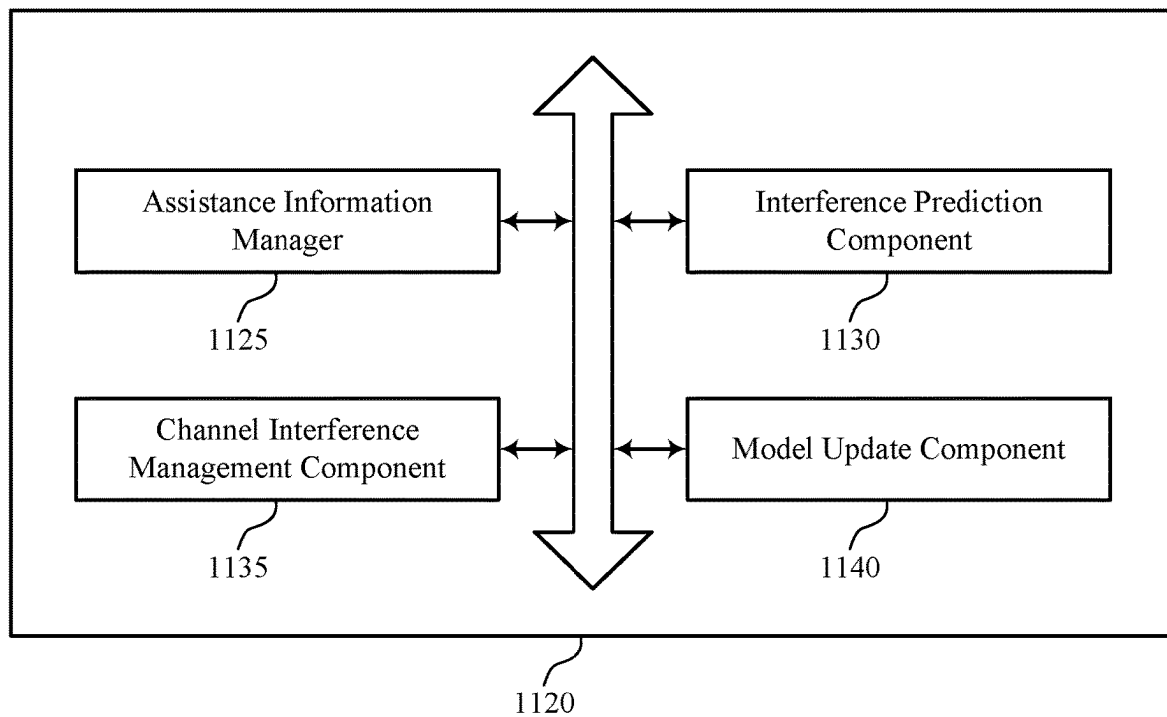 Assistance Information
Manager
1125
Interference Prediction
Component
1130
Channel Interference
Management Component
1135
Model Update Component
1140
1120